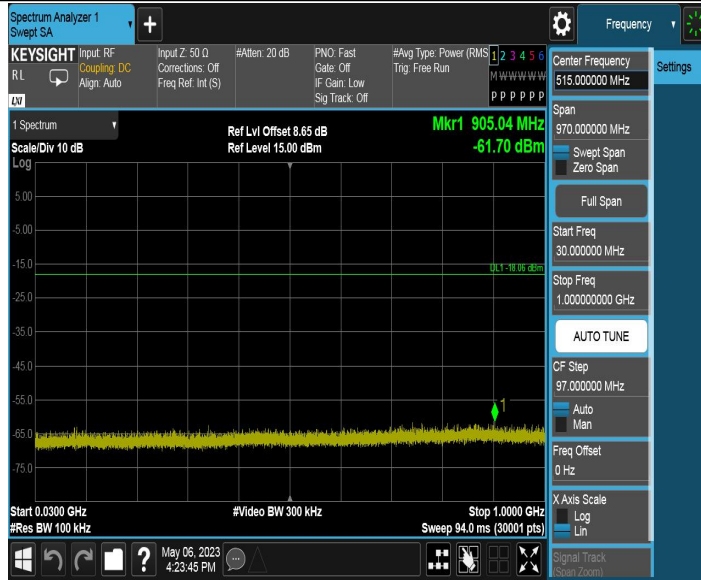 Spectrum Analyzer 1
Swept SA
Frequency
KEYSIGHT
RL
LXI
Input: RF
Coupling: DC
Align: Auto
Input Z: 50 Ω
Corrections: Off
Freq Ref: Int (S)
#Atten: 20 dB
PNO: Fast
Gate: Off
IF Gain: Low
Sig Track: Off
#Avg Type: Power (RMS
Trig: Free Run
1 2 3 4 5 6
M W W W W W
P P P P P P
Settings
Center Frequency
515.000000 MHz
Span
970.000000 MHz
Swept Span
Zero Span
Full Span
Start Freq
30.000000 MHz
Stop Freq
1.000000000 GHz
AUTO TUNE
CF Step
97.000000 MHz
Auto
Man
Freq Offset
0 Hz
X Axis Scale
Log
Lin
Signal Track
(Span Zoom)
1 Spectrum
Scale/Div 10 dB
Log
Ref Lvl Offset 8.65 dB
Ref Level 15.00 dBm
Mkr1 905.04 MHz
-61.70 dBm
5.00
-5.00
-15.0
DL1 -18.06 dBm
-25.0
-35.0
-45.0
-55.0
1
-65.0
-75.0
Start 0.0300 GHz
#Video BW 300 kHz
Stop 1.0000 GHz
#Res BW 100 kHz
Sweep 94.0 ms (30001 pts)
?
May 06, 2023
4:23:45 PM